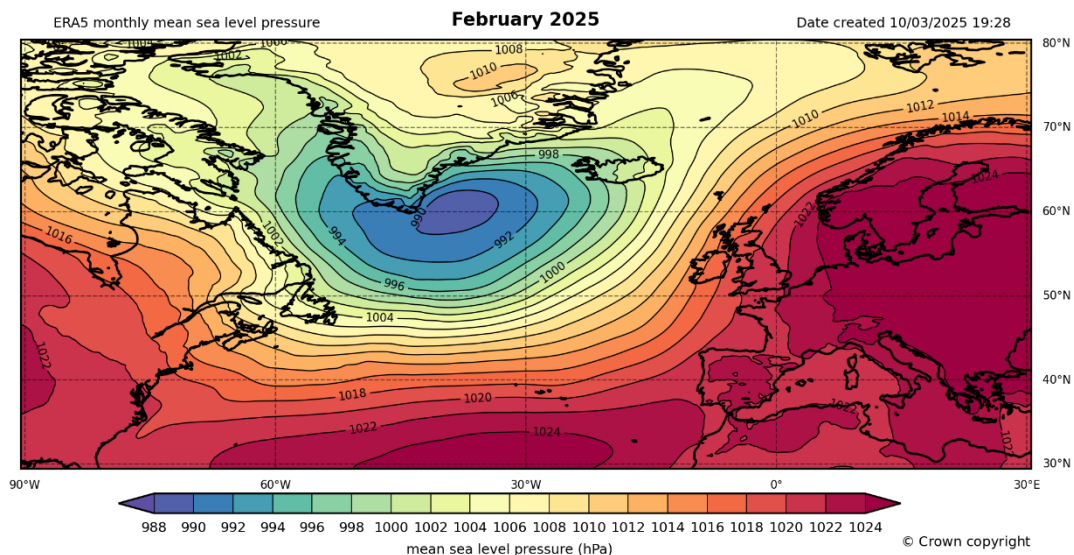 ERA5 monthly mean sea level pressure
February 2025
Date created 10/03/2025 19:28
1004
1006
1002
1008
1010
1006
80°N
1010
1012
1014
70°N
998
1024
1022
990
60°N
1016
1002
994
992
1000
996
50°N
1004
1022
1018
1020
1022
40°N
1022
1024
30°N
90°W
60°W
30°W
0°
30°E
988 990 992 994 996 998 1000 1002 1004 1006 1008 1010 1012 1014 1016 1018 1020 1022 1024
mean sea level pressure (hPa)
© Crown copyright